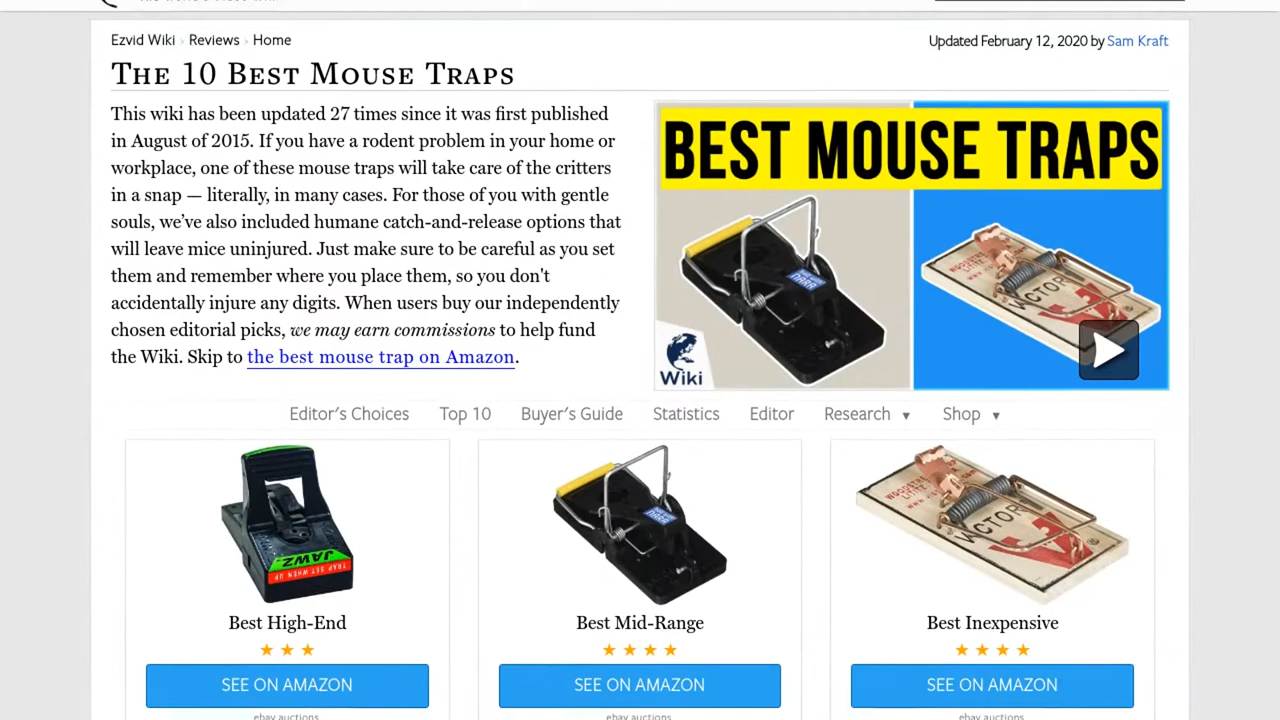 Ezvid Wiki › Reviews › Home
Updated February 12, 2020 by Sam Kraft
The 10 Best Mouse Traps
This wiki has been updated 27 times since it was first published
in August of 2015. If you have a rodent problem in your home or
workplace, one of these mouse traps will take care of the critters
in a snap — literally, in many cases. For those of you with gentle
souls, we’ve also included humane catch-and-release options that
will leave mice uninjured. Just make sure to be careful as you set
them and remember where you place them, so you don't
accidentally injure any digits. When users buy our independently
chosen editorial picks, we may earn commissions to help fund
the Wiki. Skip to the best mouse trap on Amazon.
BEST MOUSE TRAPS
VICTOR
Wiki
Editor’s Choices Top 10 Buyer’s Guide Statistics Editor Research ▼ Shop ▼
JAWZ
TRAP SET WHEN UP
VICTOR
Best High-End
Best Mid-Range
Best Inexpensive
SEE ON AMAZON
SEE ON AMAZON
SEE ON AMAZON
ebay auctions
ebay auctions
ebay auctions